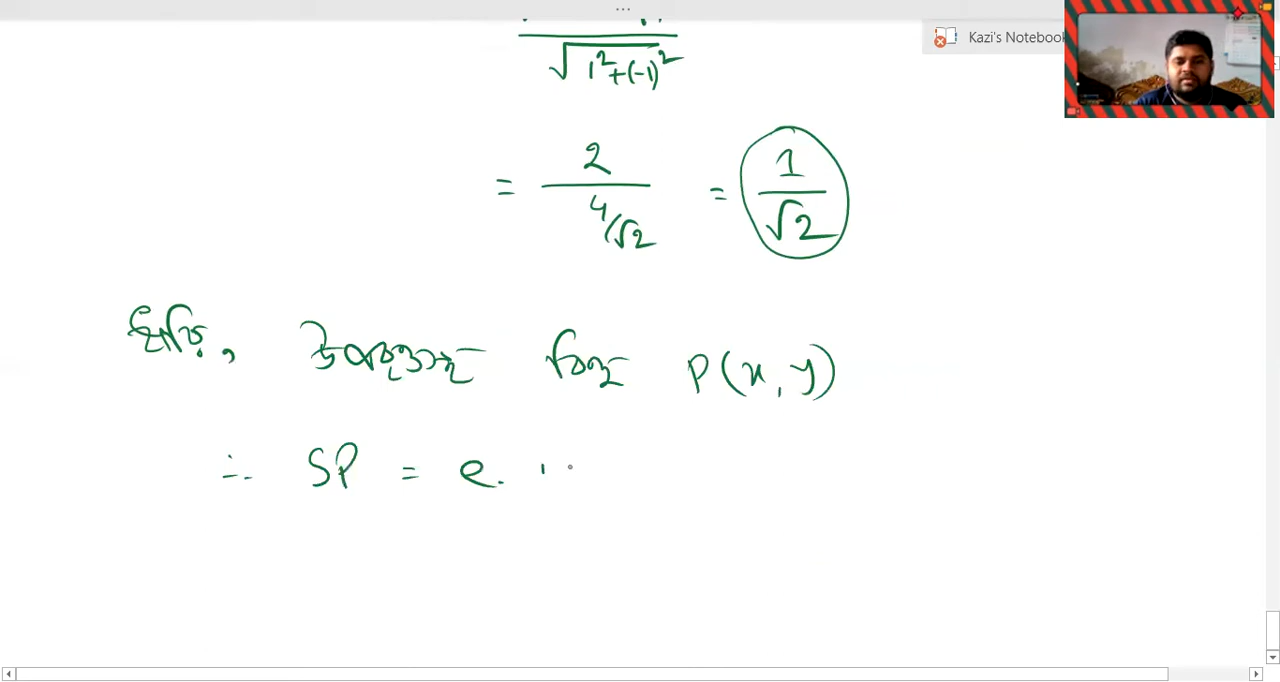 ...
Kazi's Notebook
√1²+(-1)²
= 2/(4/√2) = 1/√2
ধরি, উপবৃত্তের বিন্দু P(x, y)
∴ SP = e.